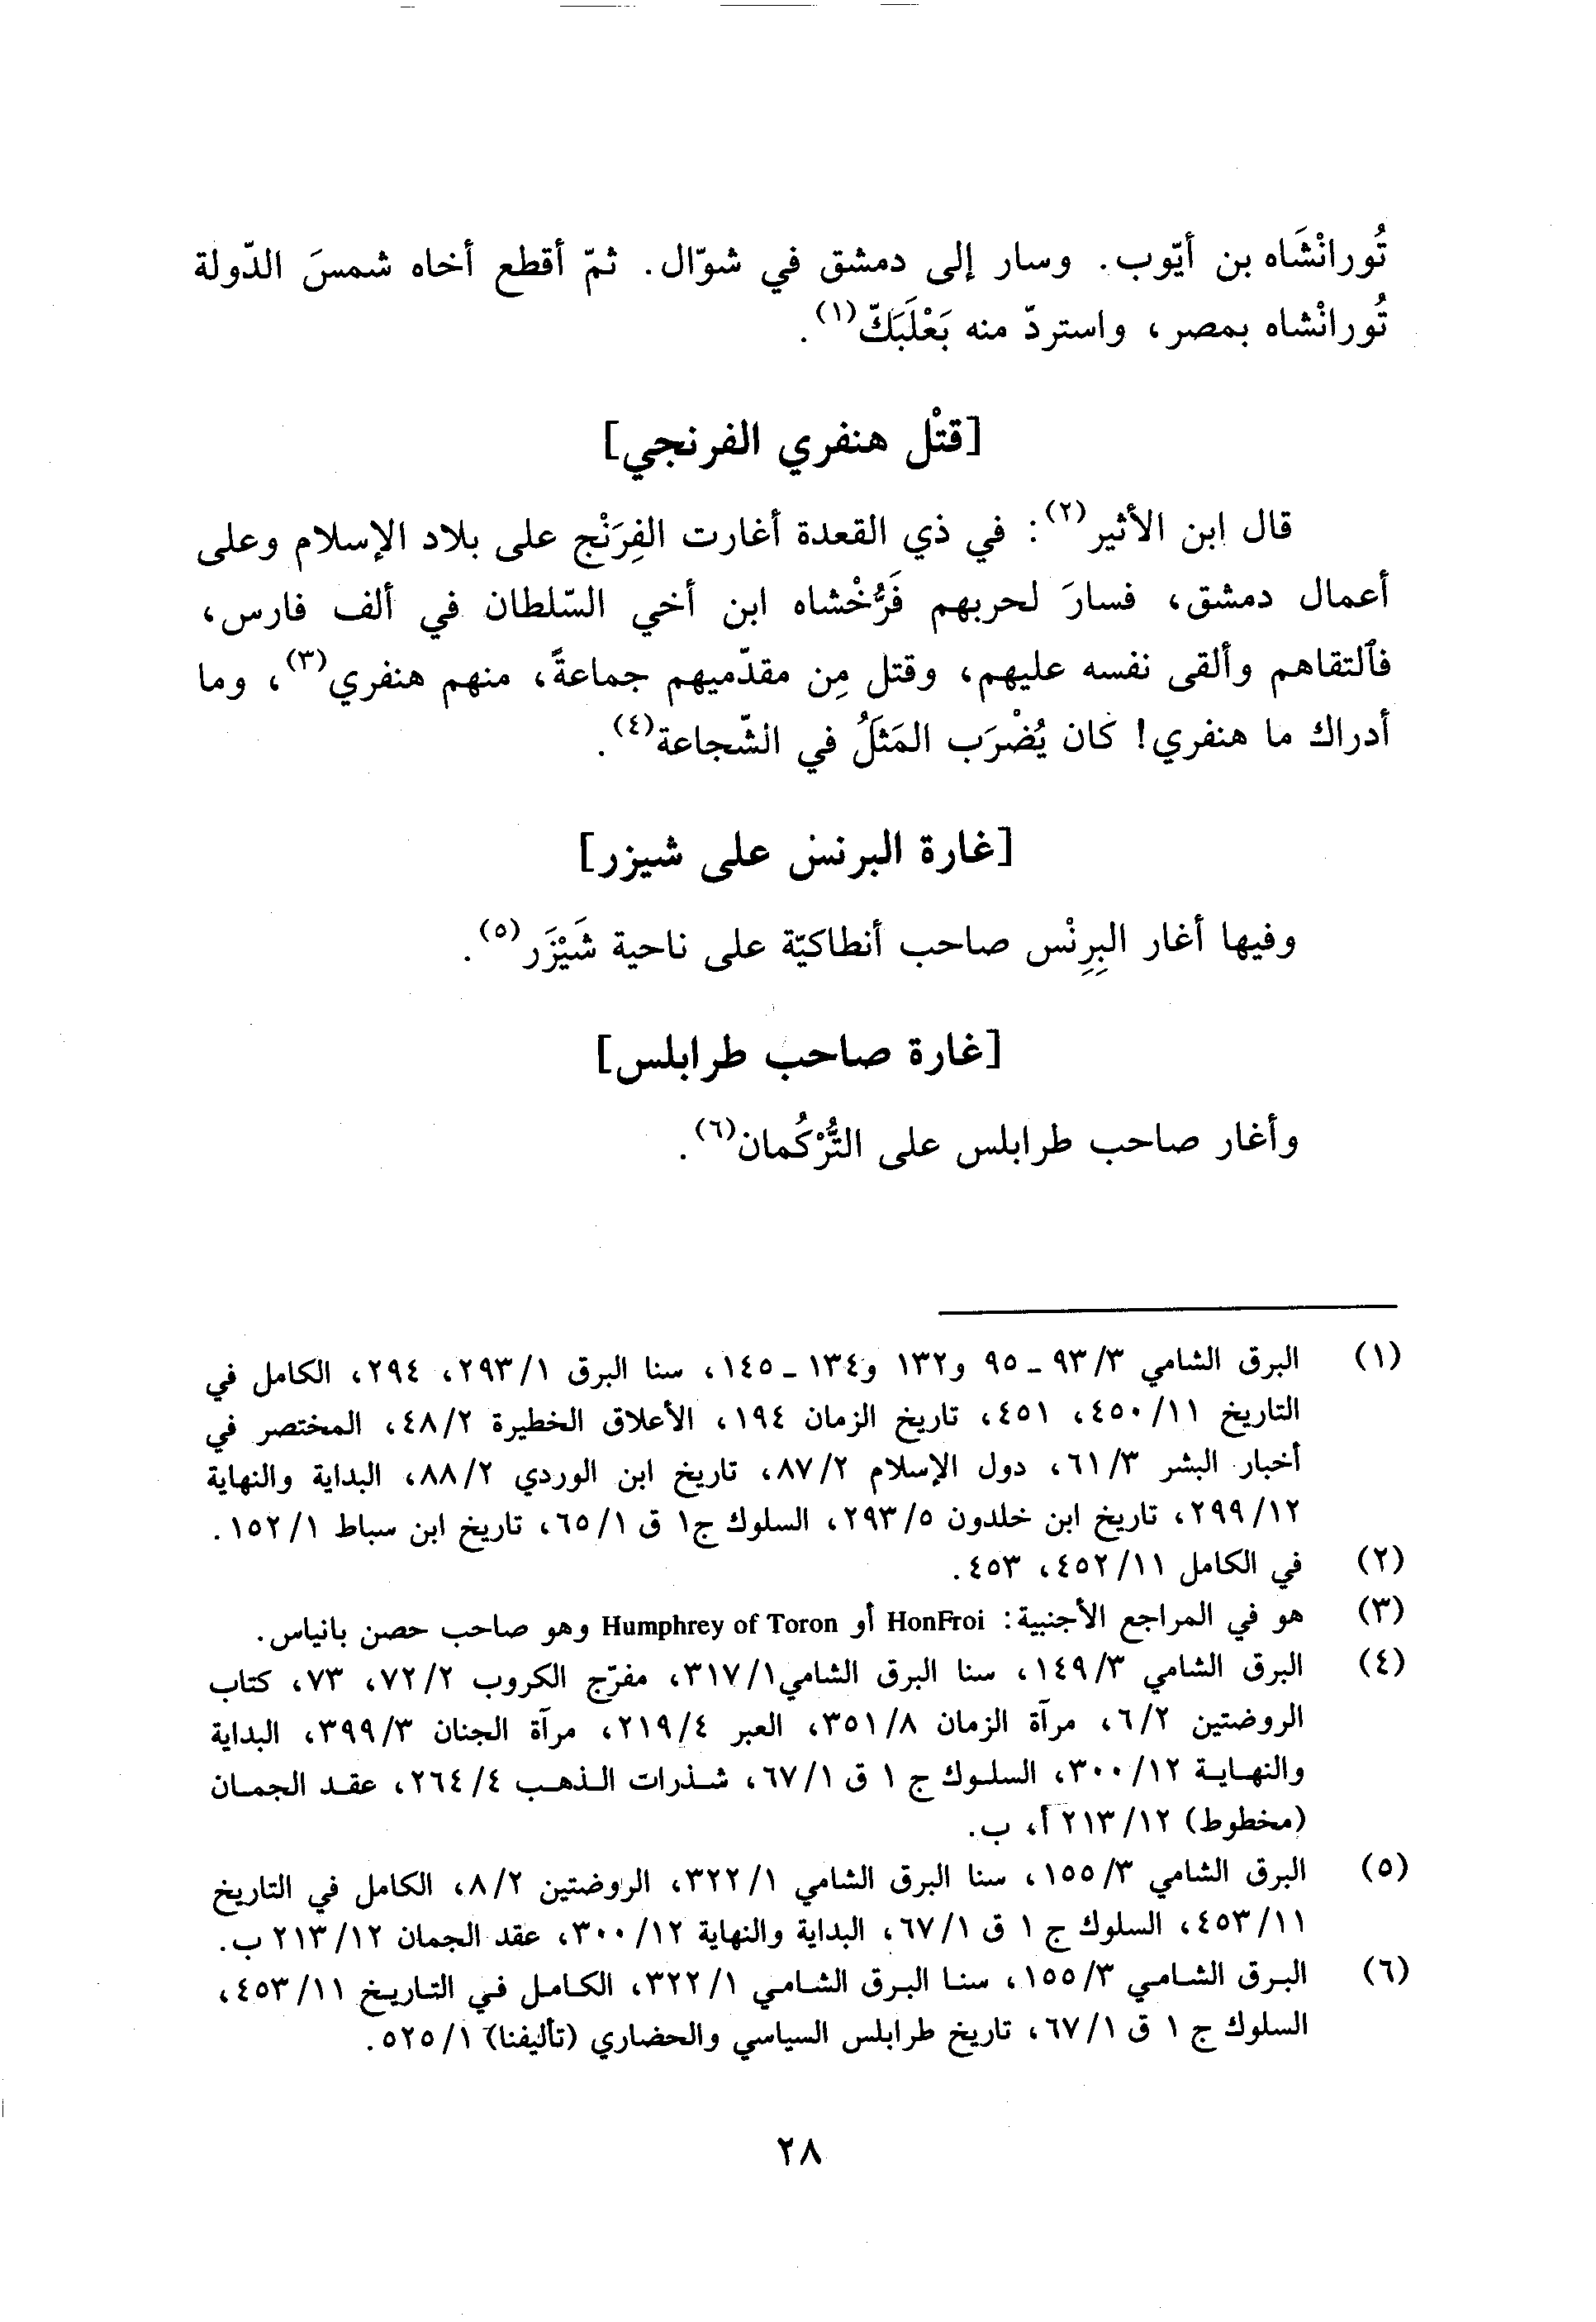 تُورانْشَاه بن أيّوب. وسار إلى دمشق في شوّال. ثمّ أقطع أخاه شمسَ الدّولة
تُورانْشاه بمصر، واستردّ منه بَعْلَبَكّ(١).
[قتْل هنفري الفرنجي]
قال ابن الأثير(٢): في ذي القعدة أغارت الفِرَنْج على بلاد الإسلام وعلى
أعمال دمشق، فسارَ لحربهم فَرُّخْشاه ابن أخي السّلطان في ألف فارس،
فٱلتقاهم وألقى نفسه عليهم، وقتل مِن مقدّميهم جماعةً، منهم هنفري(٣)، وما
أدراك ما هنفري! كان يُضْرَب المَثَلُ في الشّجاعة(٤).
[غارة البرنس على شيزر]
وفيها أغار البِرِنْس صاحب أنطاكيّة على ناحية شَيْزَر(٥).
[غارة صاحب طرابلس]
وأغار صاحب طرابلس على التُّرْكُمان(٦).
(١) البرق الشامي ٩٣/٣ ـ ٩٥ و١٣٢ و١٣٤ ـ ١٤٥، سنا البرق ٢٩٣/١، ٢٩٤، الكامل في
التاريخ ٤٥٠/١١، ٤٥١، تاريخ الزمان ١٩٤، الأعلاق الخطيرة ٤٨/٢، المختصر في
أخبار البشر ٦١/٣، دول الإسلام ٨٧/٢، تاريخ ابن الوردي ٨٨/٢، البداية والنهاية
٢٩٩/١٢، تاريخ ابن خلدون ٢٩٣/٥، السلوك ج١ ق ٦٥/١، تاريخ ابن سباط ١٥٢/١.
(٢) في الكامل ٤٥٢/١١، ٤٥٣.
(٣) هو في المراجع الأجنبية: HonFroi أو Humphrey of Toron وهو صاحب حصن بانياس.
(٤) البرق الشامي ١٤٩/٣، سنا البرق الشامي٣١٧/١، مفرّج الكروب ٧٢/٢، ٧٣، كتاب
الروضتين ٦/٢، مرآة الزمان ٣٥١/٨، العبر ٢١٩/٤، مرآة الجنان ٣٩٩/٣، البداية
والنهاية ٣٠٠/١٢، السلوك ج ١ ق ٦٧/١، شذرات الذهب ٢٦٤/٤، عقد الجمان
(مخطوط) ٢١٣/١٢ أ، ب.
(٥) البرق الشامي ١٥٥/٣، سنا البرق الشامي ٣٢٢/١، الروضتين ٨/٢، الكامل في التاريخ
٤٥٣/١١، السلوك ج ١ ق ٦٧/١، البداية والنهاية ٣٠٠/١٢، عقد الجمان ٢١٣/١٢ ب.
(٦) البرق الشامي ١٥٥/٣، سنا البرق الشامي ٣٢٢/١، الكامل في التاريخ ٤٥٣/١١،
السلوك ج ١ ق ٦٧/١، تاريخ طرابلس السياسي والحضاري (تأليفنا) ٥٢٥/١.
٢٨